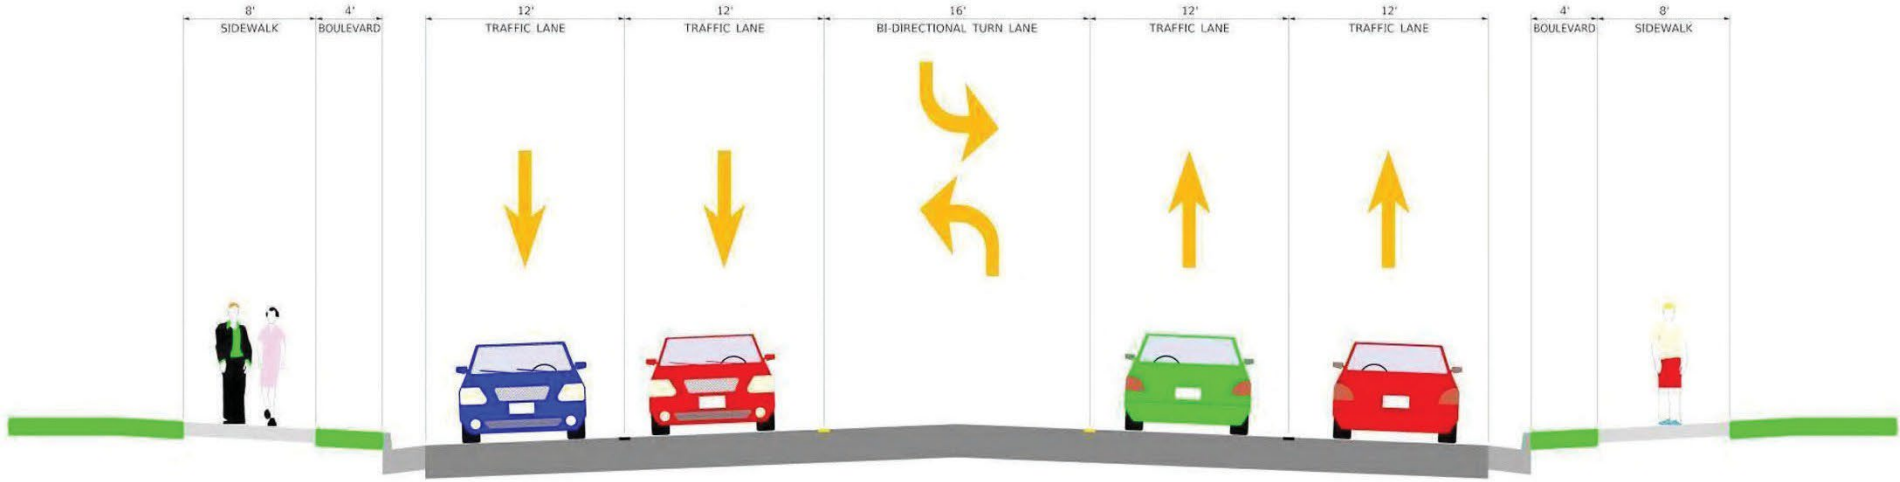 8' 4' 12' 12' 16' 12' 12' 4' 8'
SIDEWALK BOULEVARD TRAFFIC LANE TRAFFIC LANE BI-DIRECTIONAL TURN LANE TRAFFIC LANE TRAFFIC LANE BOULEVARD SIDEWALK